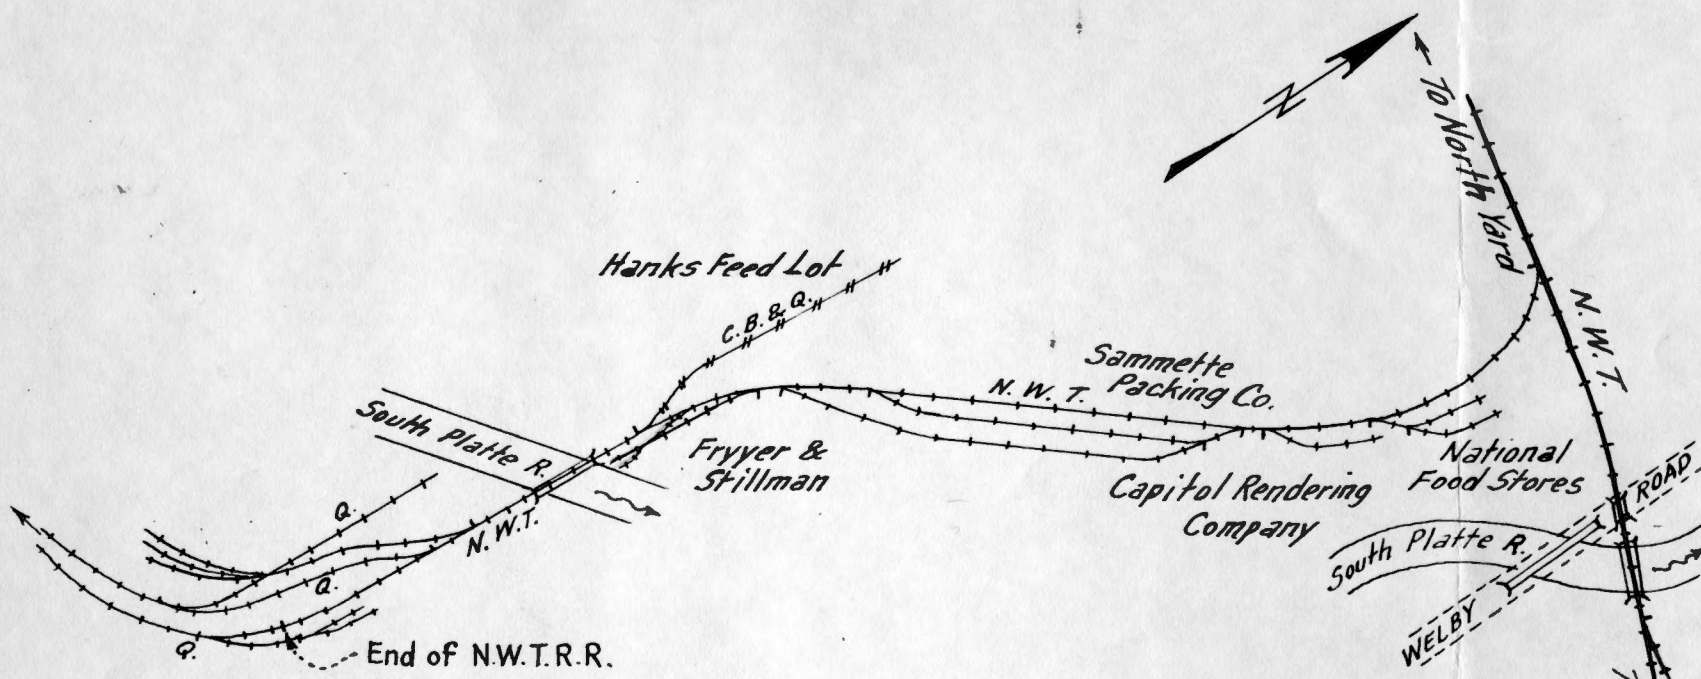 To North Yard
N
Hanks Feed Lot
C.B.&Q.
N.W.T.
Sammette
Packing Co.
N.W.T.
South Platte R.
Fryyer &
Stillman
National
Food Stores
Capitol Rendering
Company
ROAD
Q.
N.W.T.
South Platte R.
Q.
WELBY
Q.
End of N.W.T.R.R.